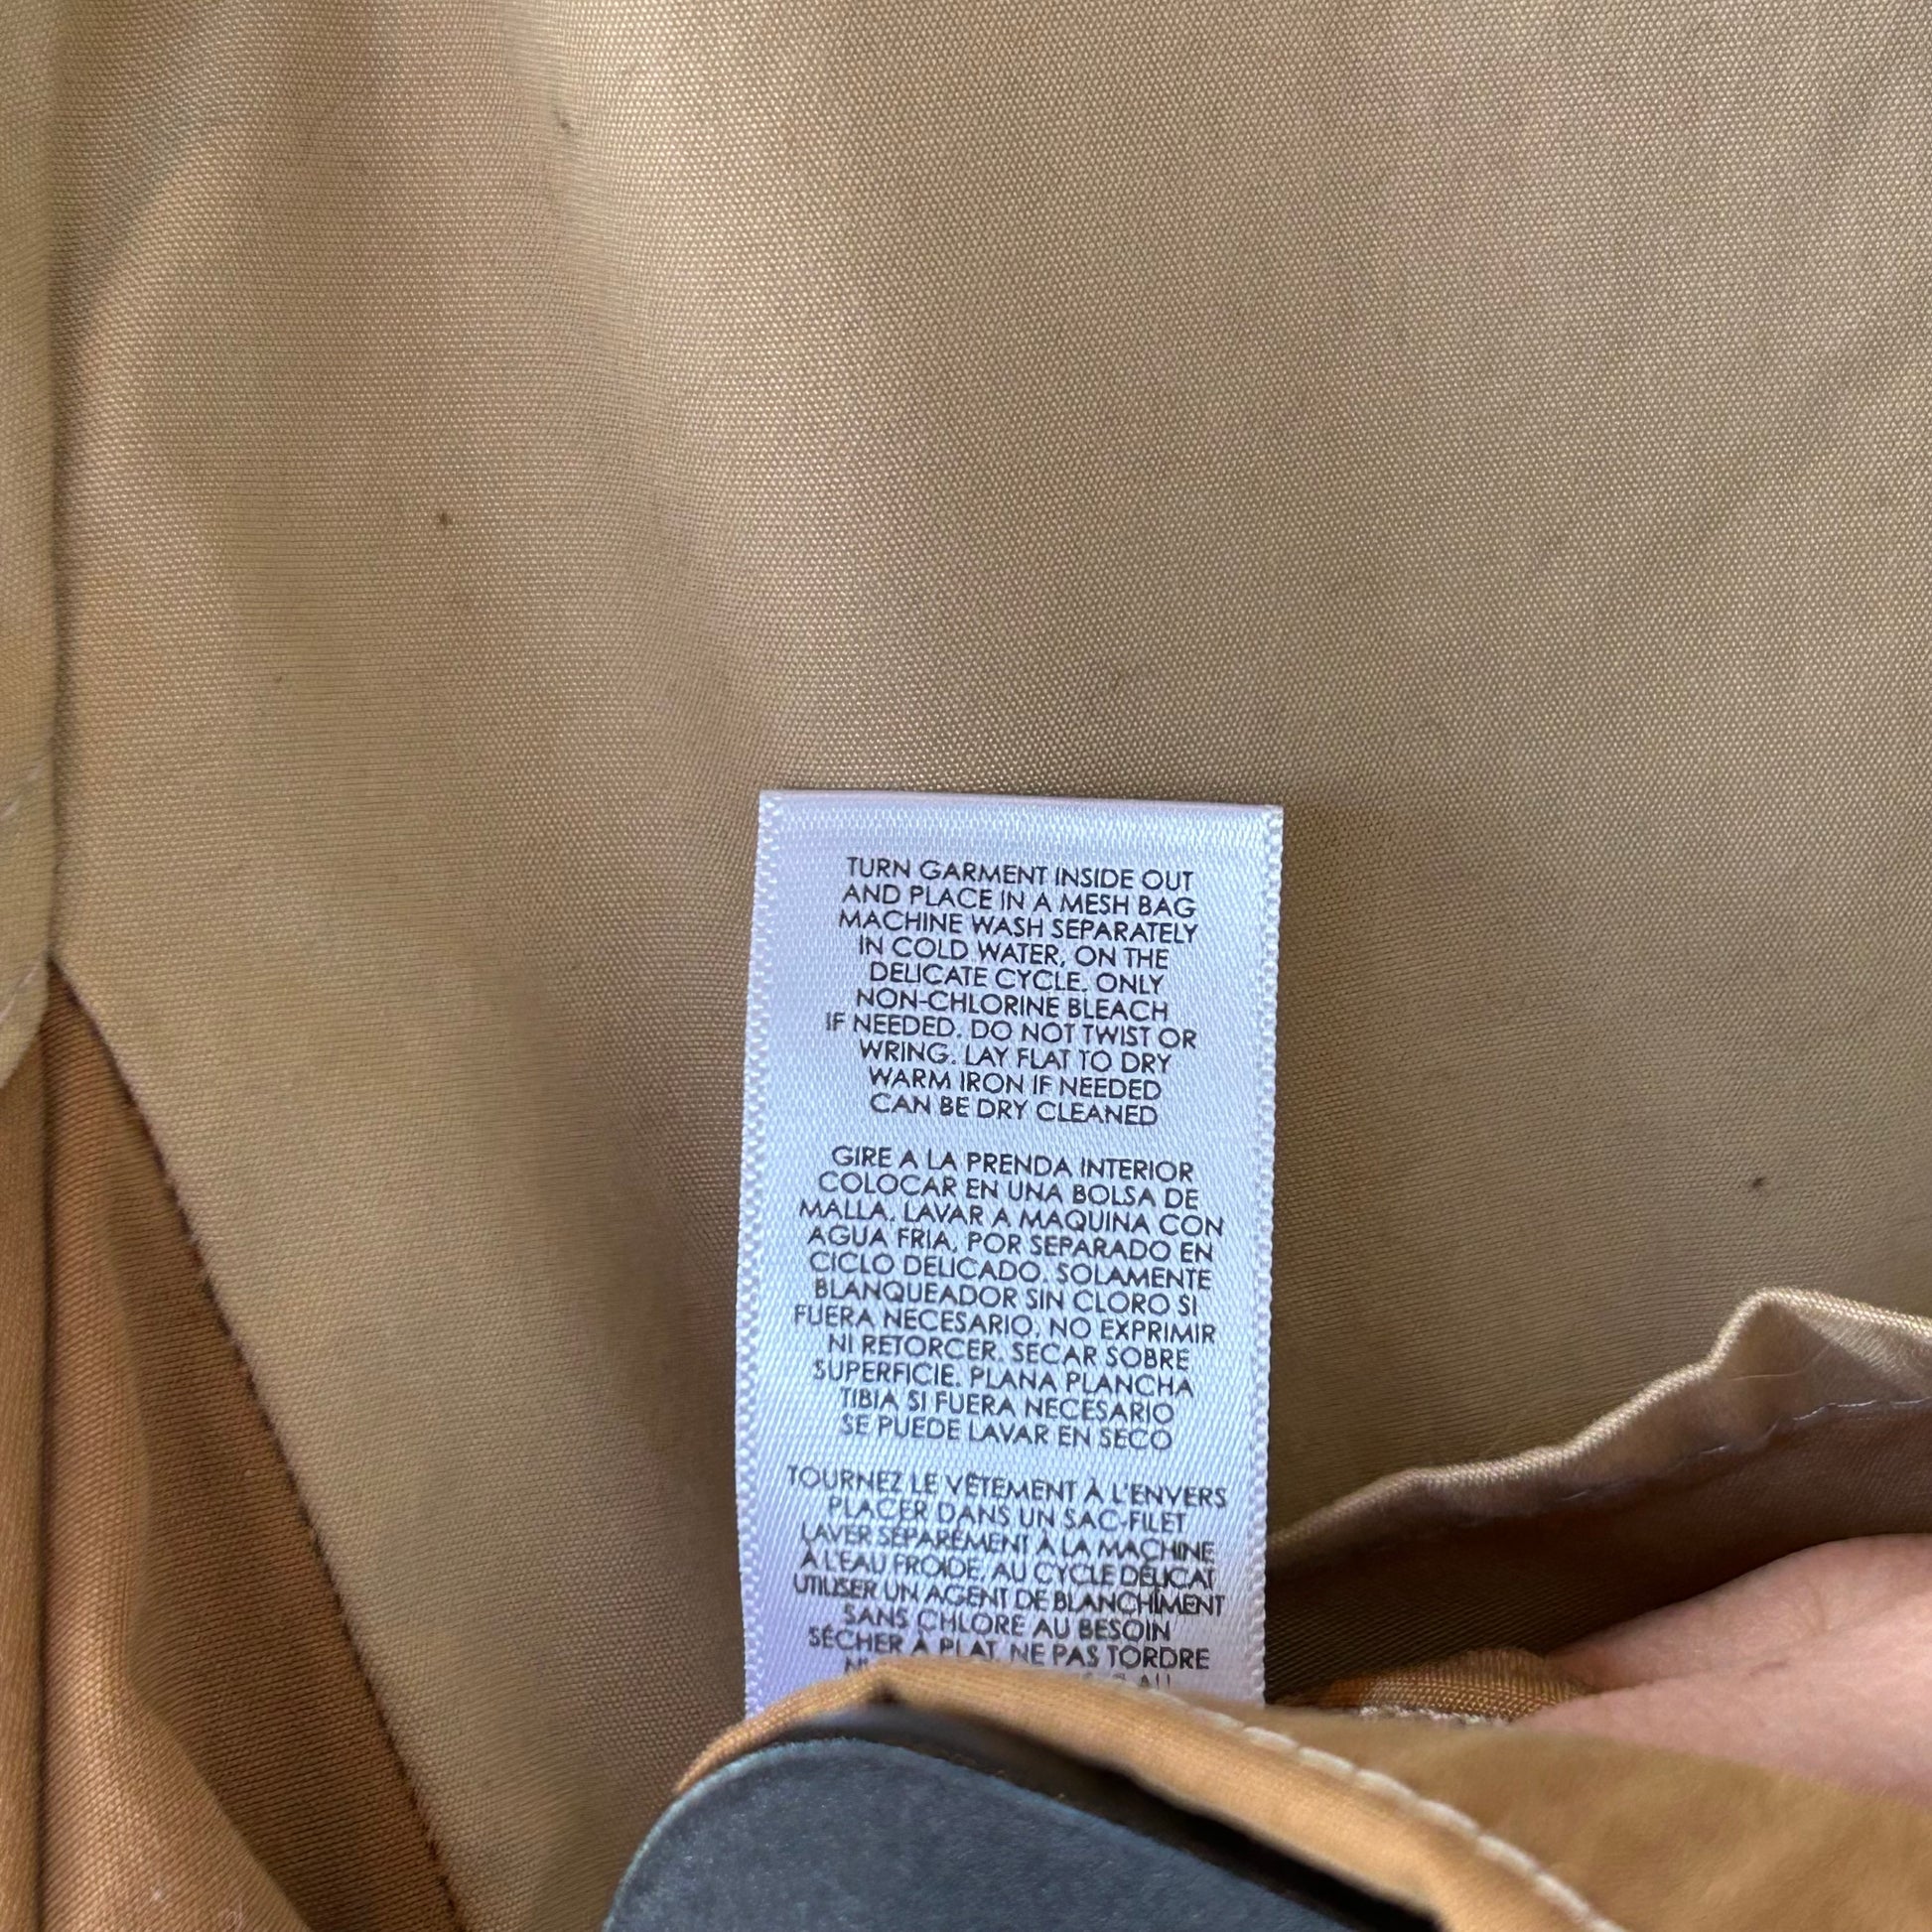 TURN GARMENT INSIDE OUT
AND PLACE IN A MESH BAG
MACHINE WASH SEPARATELY
IN COLD WATER, ON THE
DELICATE CYCLE. ONLY
NON-CHLORINE BLEACH
IF NEEDED. DO NOT TWIST OR
WRING. LAY FLAT TO DRY
WARM IRON IF NEEDED
CAN BE DRY CLEANED
GIRE A LA PRENDA INTERIOR
COLOCAR EN UNA BOLSA DE
MALLA. LAVAR A MAQUINA CON
AGUA FRIA, POR SEPARADO EN
CICLO DELICADO. SOLAMENTE
BLANQUEADOR SIN CLORO SI
FUERA NECESARIO. NO EXPRIMIR
NI RETORCER. SECAR SOBRE
SUPERFICIE. PLANA PLANCHA
TIBIA SI FUERA NECESARIO
SE PUEDE LAVAR EN SECO
TOURNEZ LE VÊTEMENT À L'ENVERS
PLACER DANS UN SAC-FILET
LAVER SÉPARÉMENT À LA MACHINE
À L'EAU FROIDE, AU CYCLE DÉLICAT
UTILISER UN AGENT DE BLANCHIMENT
SANS CHLORE AU BESOIN
SÉCHER À PLAT. NE PAS TORDRE
AU